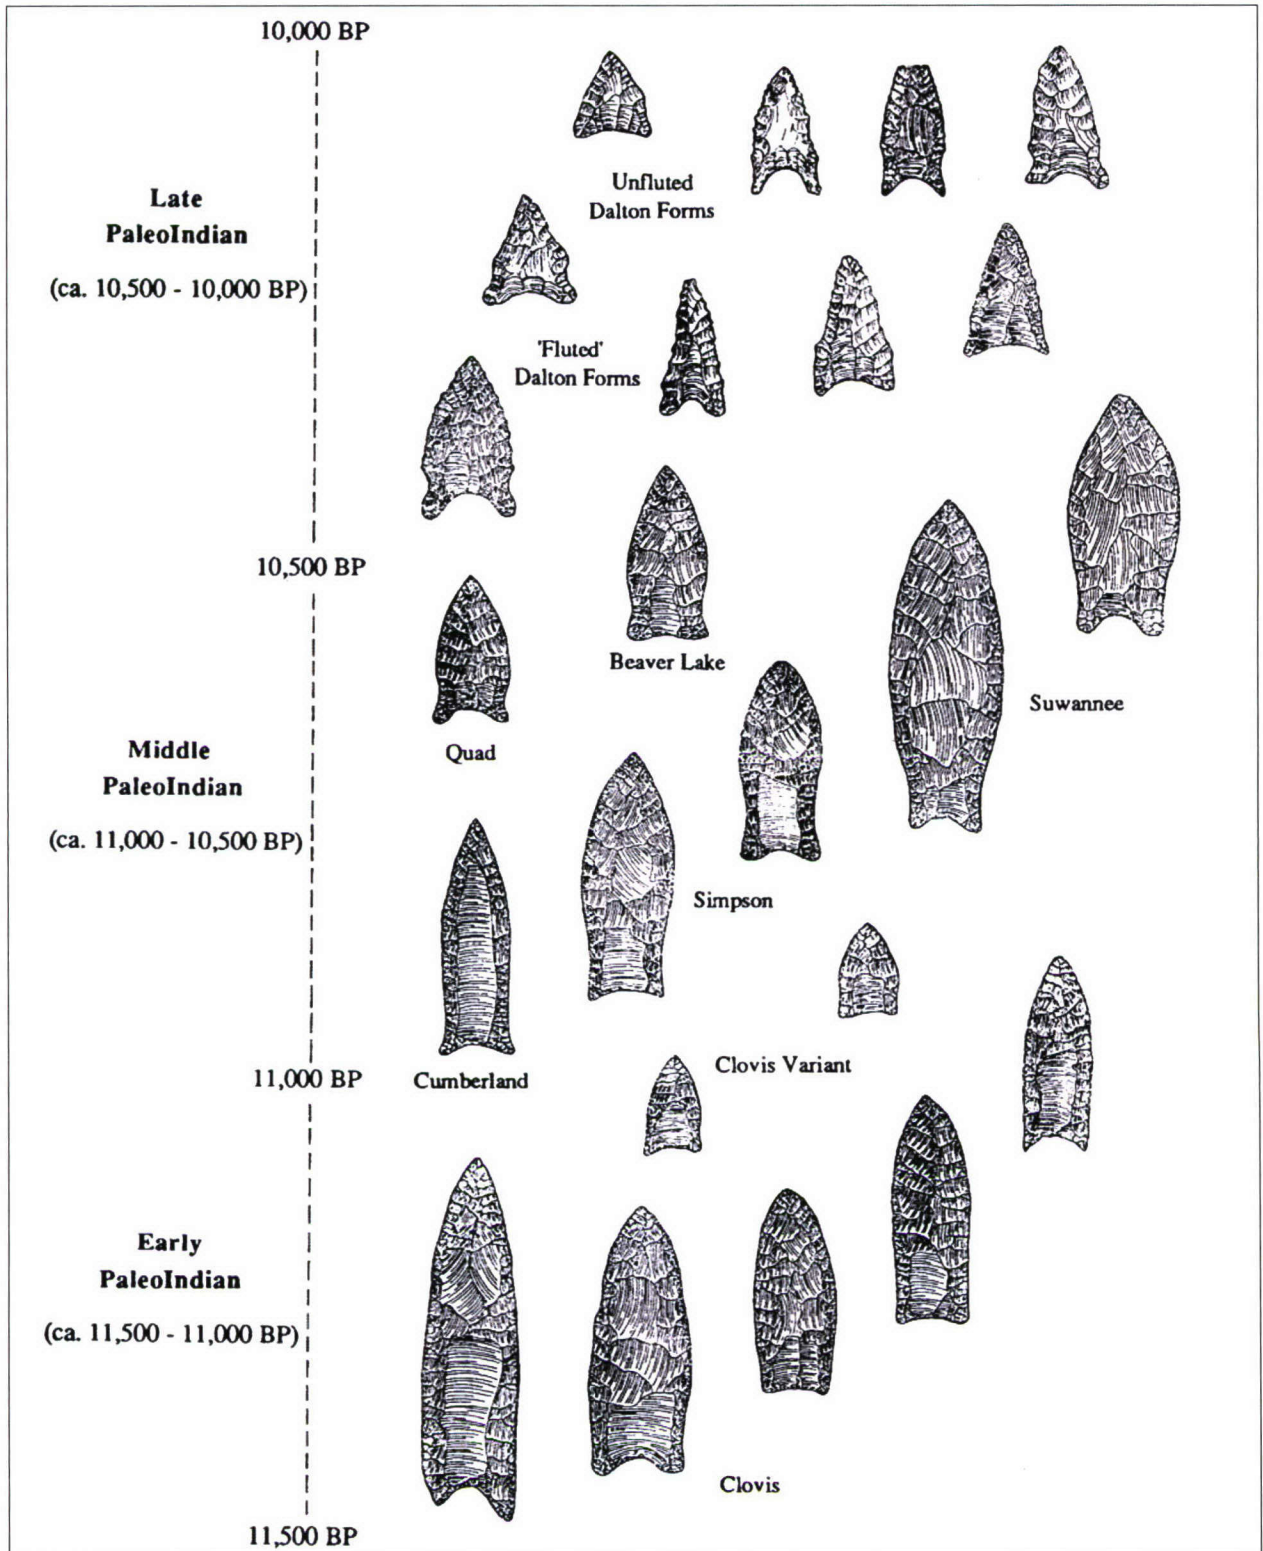 10,000 BP
Unfluted
Dalton Forms
Late
PaleoIndian
(ca. 10,500 - 10,000 BP)
'Fluted'
Dalton Forms
10,500 BP
Beaver Lake
Suwannee
Quad
Middle
PaleoIndian
(ca. 11,000 - 10,500 BP)
Simpson
Clovis Variant
11,000 BP
Cumberland
Early
PaleoIndian
(ca. 11,500 - 11,000 BP)
Clovis
11,500 BP